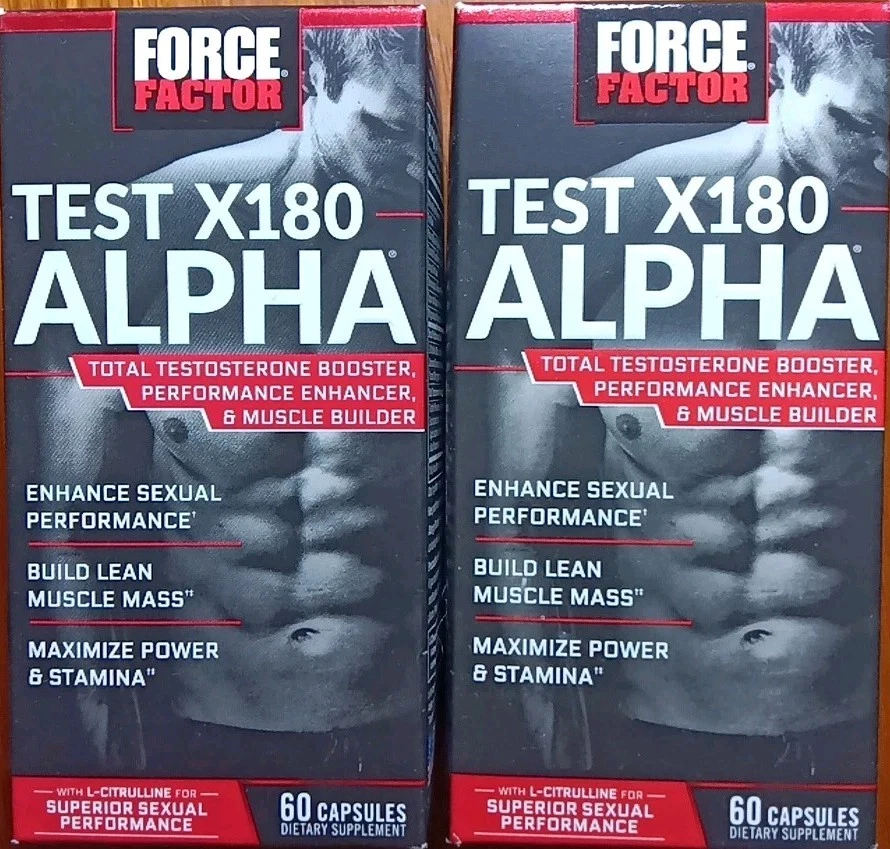 FORCE
FACTOR®
TEST X180
ALPHA®
TOTAL TESTOSTERONE BOOSTER,
PERFORMANCE ENHANCER,
& MUSCLE BUILDER
ENHANCE SEXUAL
PERFORMANCE†
BUILD LEAN
MUSCLE MASS††
MAXIMIZE POWER
& STAMINA††
WITH L-CITRULLINE FOR
SUPERIOR SEXUAL
PERFORMANCE
60 CAPSULES
DIETARY SUPPLEMENT
FORCE
FACTOR®
TEST X180
ALPHA®
TOTAL TESTOSTERONE BOOSTER,
PERFORMANCE ENHANCER,
& MUSCLE BUILDER
ENHANCE SEXUAL
PERFORMANCE†
BUILD LEAN
MUSCLE MASS††
MAXIMIZE POWER
& STAMINA††
WITH L-CITRULLINE FOR
SUPERIOR SEXUAL
PERFORMANCE
60 CAPSULES
DIETARY SUPPLEMENT